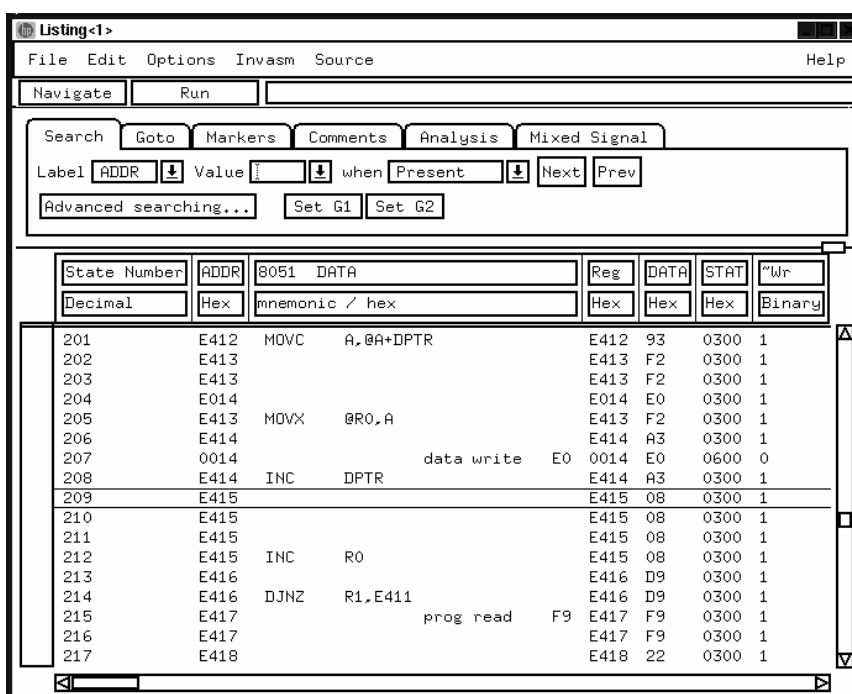 hp Listing<1>
File Edit Options Invasm Source Help
Navigate Run
Search Goto Markers Comments Analysis Mixed Signal
Label ADDR Value when Present Next Prev
Advanced searching... Set G1 Set G2
State Number ADDR 8051 DATA Reg DATA STAT ~Wr
Decimal Hex mnemonic / hex Hex Hex Hex Binary
201 E412 MOVC A,@A+DPTR E412 93 0300 1
202 E413 E413 F2 0300 1
203 E413 E413 F2 0300 1
204 E014 E014 E0 0300 1
205 E413 MOVX @R0,A E413 F2 0300 1
206 E414 E414 A3 0300 1
207 0014 data write E0 0014 E0 0600 0
208 E414 INC DPTR E414 A3 0300 1
209 E415 E415 08 0300 1
210 E415 E415 08 0300 1
211 E415 E415 08 0300 1
212 E415 INC R0 E415 08 0300 1
213 E416 E416 D9 0300 1
214 E416 DJNZ R1,E411 E416 D9 0300 1
215 E417 prog read F9 E417 F9 0300 1
216 E417 E417 F9 0300 1
217 E418 E418 22 0300 1